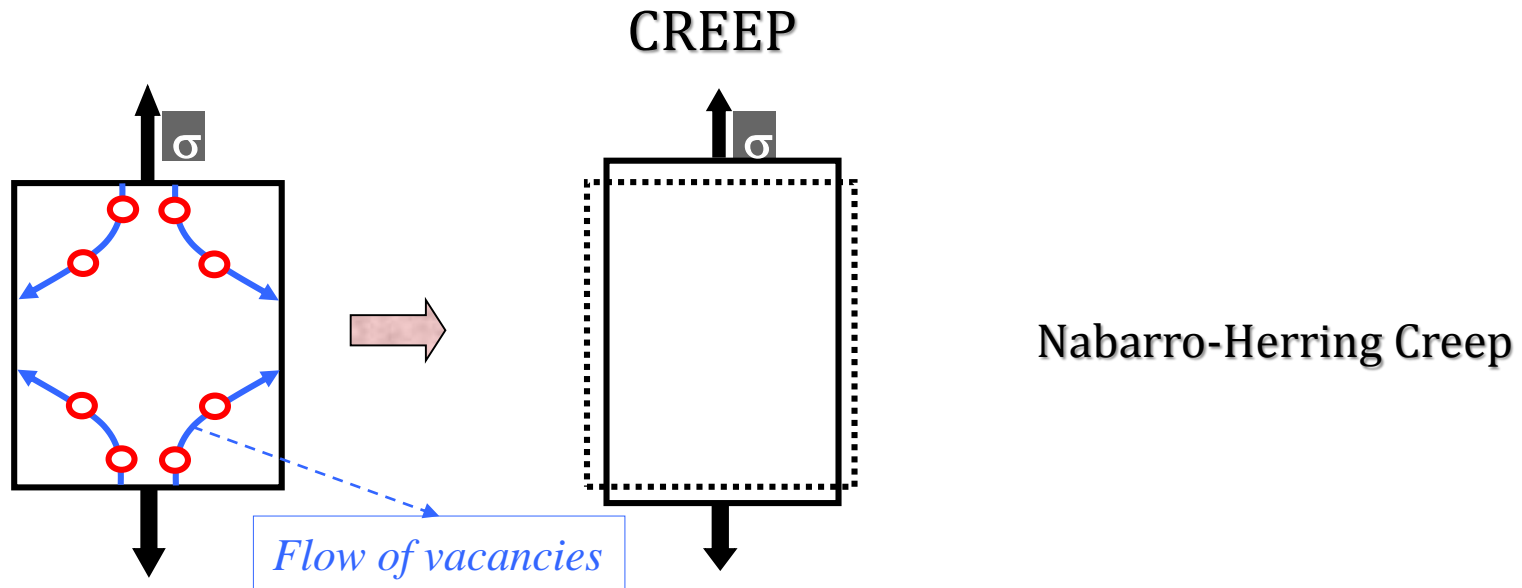 CREEP
σ
σ
Nabarro-Herring Creep
Flow of vacancies